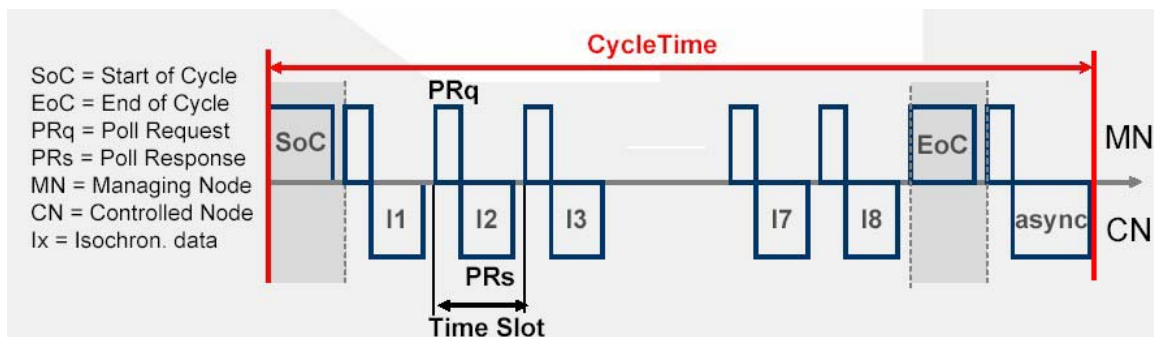 CycleTime
SoC = Start of Cycle
EoC = End of Cycle
PRq = Poll Request
PRs = Poll Response
MN = Managing Node
CN = Controlled Node
Ix = Isochron. data
PRq
SoC
EoC
MN
I1
I2
I3
I7
I8
async
CN
PRs
Time Slot